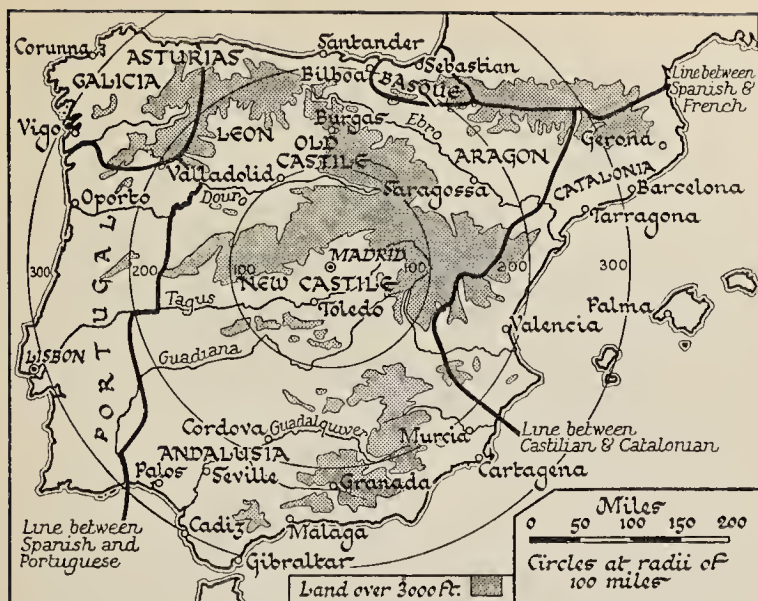 Corunna
ASTURIAS
Santander
GALICIA
Bilboa
Sebastian
BASQUE
Line between
Spanish &
French
Vigo
LEON
Burgas
Ebro
OLD
CASTILE
ARAGON
Gerona
Valladolid
CATALONIA
Barcelona
Oporto
Douro
Saragossa
Tarragona
300
200
100
MADRID
100
200
300
NEW CASTILE
PORTUGAL
Tagus
Toledo
Palma
LISBON
Guadiana
Valencia
Cordova
Guadalquiver
Murcia
Line between
Castilian & Catalonian
ANDALUSIA
Palos
Seville
Granada
Cartagena
Line between
Spanish and
Portuguese
Cadiz
Malaga
Gibraltar
Miles
0 50 100 150 200
Circles at radii of
100 miles
Land over 3000 ft.